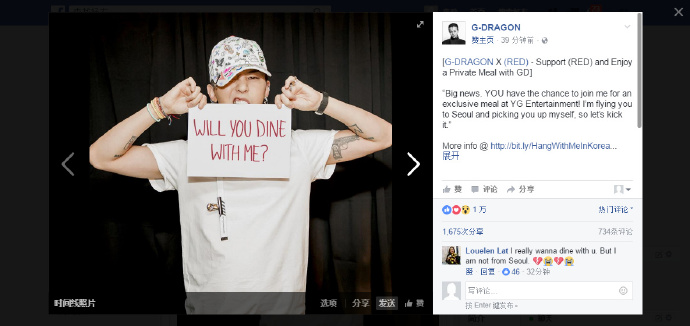 WILL YOU DINE
WITH ME?
时间线照片
选项
分享
发送
赞
G-DRAGON
赞主页 · 39 分钟前 ·
[G-DRAGON X (RED) - Support (RED) and Enjoy
a Private Meal with GD]
"Big news. YOU have the chance to join me for an
exclusive meal at YG Entertainment! I'm flying you
to Seoul and picking you up myself, so let's kick
it."
More info @ http://bit.ly/HangWithMeInKorea...
展开
赞 评论 分享
1 万
热门评论
1,675次分享
734条评论
Louelen Lat I really wanna dine with u. But I
am not from Seoul. 💔😭💔😭
赞 · 回复 · 46 · 32分钟
写评论...
按 Enter 键发布。